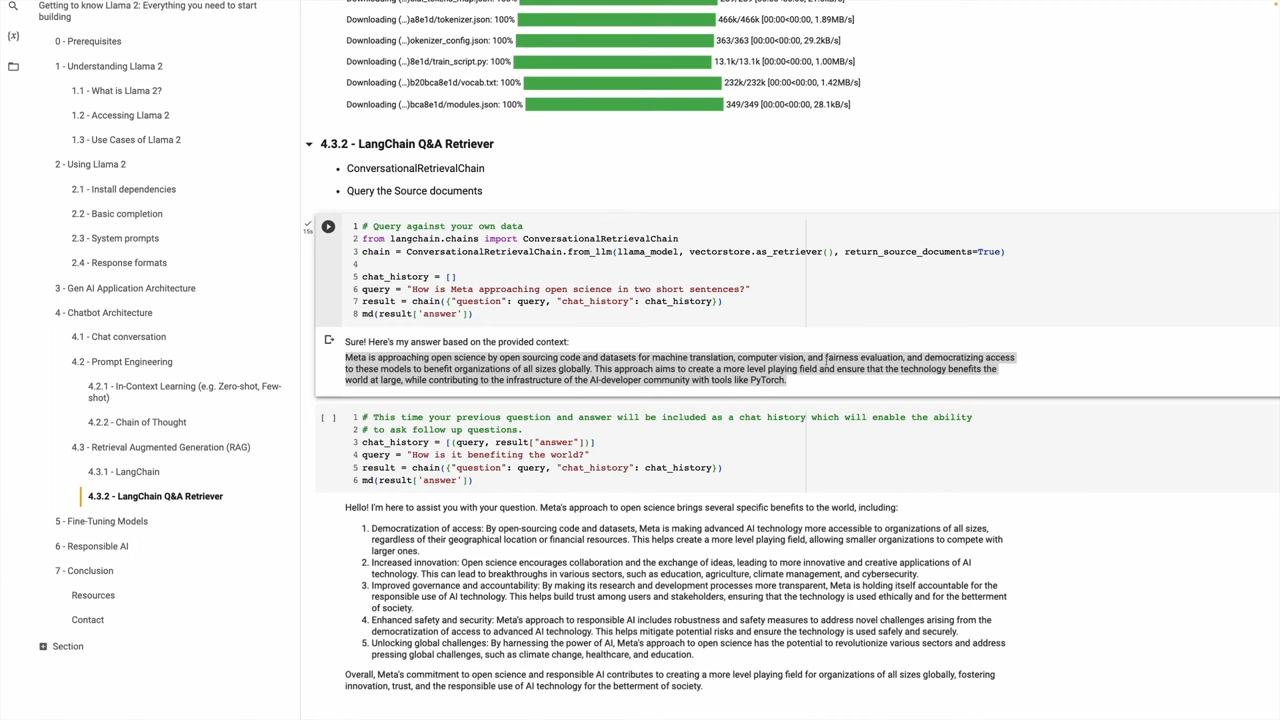 Getting to know Llama 2: Everything you need to start
building
0 - Prerequisites
1 - Understanding Llama 2
1.1 - What is Llama 2?
1.2 - Accessing Llama 2
1.3 - Use Cases of Llama 2
2 - Using Llama 2
2.1 - Install dependencies
2.2 - Basic completion
2.3 - System prompts
2.4 - Response formats
3 - Gen AI Application Architecture
4 - Chatbot Architecture
4.1 - Chat conversation
4.2 - Prompt Engineering
4.2.1 - In-Context Learning (e.g. Zero-shot, Few-
shot)
4.2.2 - Chain of Thought
4.3 - Retrieval Augmented Generation (RAG)
4.3.1 - LangChain
4.3.2 - LangChain Q&A Retriever
5 - Fine-Tuning Models
6 - Responsible AI
7 - Conclusion
Resources
Contact
Section
Downloading (…)a8e1d/tokenizer.json: 100% 466k/466k [00:00<00:00, 1.89MB/s]
Downloading (…)okenizer_config.json: 100% 363/363 [00:00<00:00, 29.2kB/s]
Downloading (…)8e1d/train_script.py: 100% 13.1k/13.1k [00:00<00:00, 1.00MB/s]
Downloading (…)b20bca8e1d/vocab.txt: 100% 232k/232k [00:00<00:00, 1.42MB/s]
Downloading (…)bca8e1d/modules.json: 100% 349/349 [00:00<00:00, 28.1kB/s]
4.3.2 - LangChain Q&A Retriever
• ConversationalRetrievalChain
• Query the Source documents
15s
1 # Query against your own data
2 from langchain.chains import ConversationalRetrievalChain
3 chain = ConversationalRetrievalChain.from_llm(llama_model, vectorstore.as_retriever(), return_source_documents=True)
4
5 chat_history = []
6 query = "How is Meta approaching open science in two short sentences?"
7 result = chain({"question": query, "chat_history": chat_history})
8 md(result['answer'])
Sure! Here's my answer based on the provided context:
Meta is approaching open science by open sourcing code and datasets for machine translation, computer vision, and fairness evaluation, and democratizing access
to these models to benefit organizations of all sizes globally. This approach aims to create a more level playing field and ensure that the technology benefits the
world at large, while contributing to the infrastructure of the AI-developer community with tools like PyTorch.
[ ] 1 # This time your previous question and answer will be included as a chat history which will enable the ability
2 # to ask follow up questions.
3 chat_history = [(query, result["answer"])]
4 query = "How is it benefiting the world?"
5 result = chain({"question": query, "chat_history": chat_history})
6 md(result['answer'])
Hello! I'm here to assist you with your question. Meta's approach to open science brings several specific benefits to the world, including:
1. Democratization of access: By open-sourcing code and datasets, Meta is making advanced AI technology more accessible to organizations of all sizes,
regardless of their geographical location or financial resources. This helps create a more level playing field, allowing smaller organizations to compete with
larger ones.
2. Increased innovation: Open science encourages collaboration and the exchange of ideas, leading to more innovative and creative applications of AI
technology. This can lead to breakthroughs in various sectors, such as education, agriculture, climate management, and cybersecurity.
3. Improved governance and accountability: By making its research and development processes more transparent, Meta is holding itself accountable for the
responsible use of AI technology. This helps build trust among users and stakeholders, ensuring that the technology is used ethically and for the betterment
of society.
4. Enhanced safety and security: Meta's approach to responsible AI includes robustness and safety measures to address novel challenges arising from the
democratization of access to advanced AI technology. This helps mitigate potential risks and ensure the technology is used safely and securely.
5. Unlocking global challenges: By harnessing the power of AI, Meta's approach to open science has the potential to revolutionize various sectors and address
pressing global challenges, such as climate change, healthcare, and education.
Overall, Meta's commitment to open science and responsible AI contributes to creating a more level playing field for organizations of all sizes globally, fostering
innovation, trust, and the responsible use of AI technology for the betterment of society.